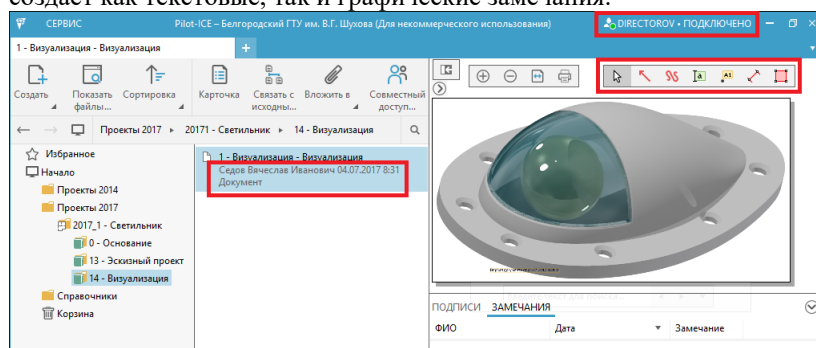 создает как текстовые, так и графические замечания.
СЕРВИС Pilot-ICE – Белгородский ГТУ им. В.Г. Шухова (Для некоммерческого использования) DIRECTOROV • ПОДКЛЮЧЕНО
1 - Визуализация - Визуализация
Создать Показать файлы... Сортировка Карточка Связать с исходны... Вложить в Совместный доступ...
Проекты 2017 ▸ 20171 - Светильник ▸ 14 - Визуализация
Избранное
Начало
Проекты 2014
Проекты 2017
2017_1 - Светильник
0 - Основание
13 - Эскизный проект
14 - Визуализация
Справочники
Корзина
1 - Визуализация - Визуализация
Седов Вячеслав Иванович 04.07.2017 8:31
Документ
ПОДПИСИ ЗАМЕЧАНИЯ
ФИО Дата Замечание